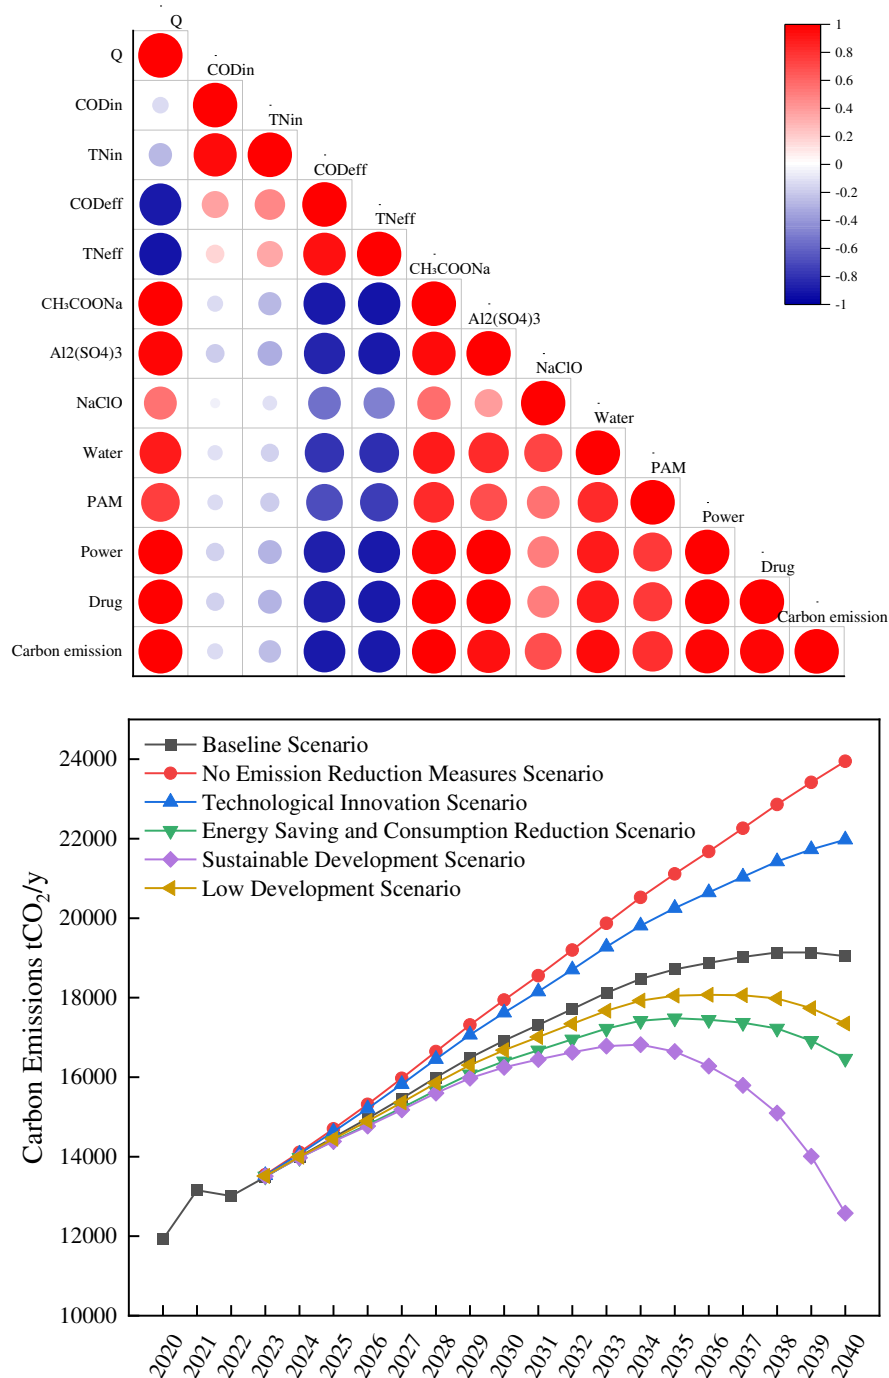 Q
Q
CODin
CODin
TNin
TNin
CODeff
CODeff
TNeff
TNeff
CH₃COONa
CH₃COONa
Al2(SO4)3
Al2(SO4)3
NaClO
NaClO
Water
Water
PAM
PAM
Power
Power
Drug
Drug
Carbon emission
Carbon emission
1
0.8
0.6
0.4
0.2
0
-0.2
-0.4
-0.6
-0.8
-1
Baseline Scenario
No Emission Reduction Measures Scenario
Technological Innovation Scenario
Energy Saving and Consumption Reduction Scenario
Sustainable Development Scenario
Low Development Scenario
Carbon Emissions tCO₂/y
24000
22000
20000
18000
16000
14000
12000
10000
2020 2021 2022 2023 2024 2025 2026 2027 2028 2029 2030 2031 2032 2033 2034 2035 2036 2037 2038 2039 2040